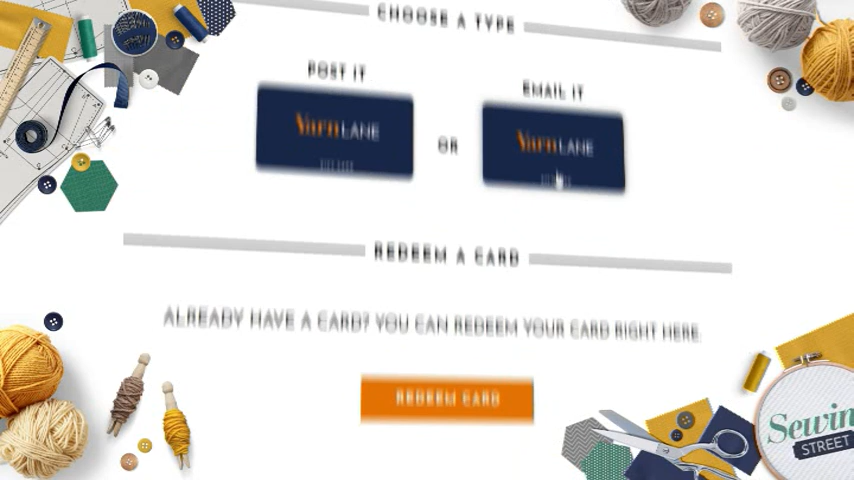 CHOOSE A TYPE
POST IT
EMAIL IT
Yarn LANE
OR
Yarn LANE
REDEEM A CARD
ALREADY HAVE A CARD? YOU CAN REDEEM YOUR CARD RIGHT HERE.
REDEEM CARD
STREET